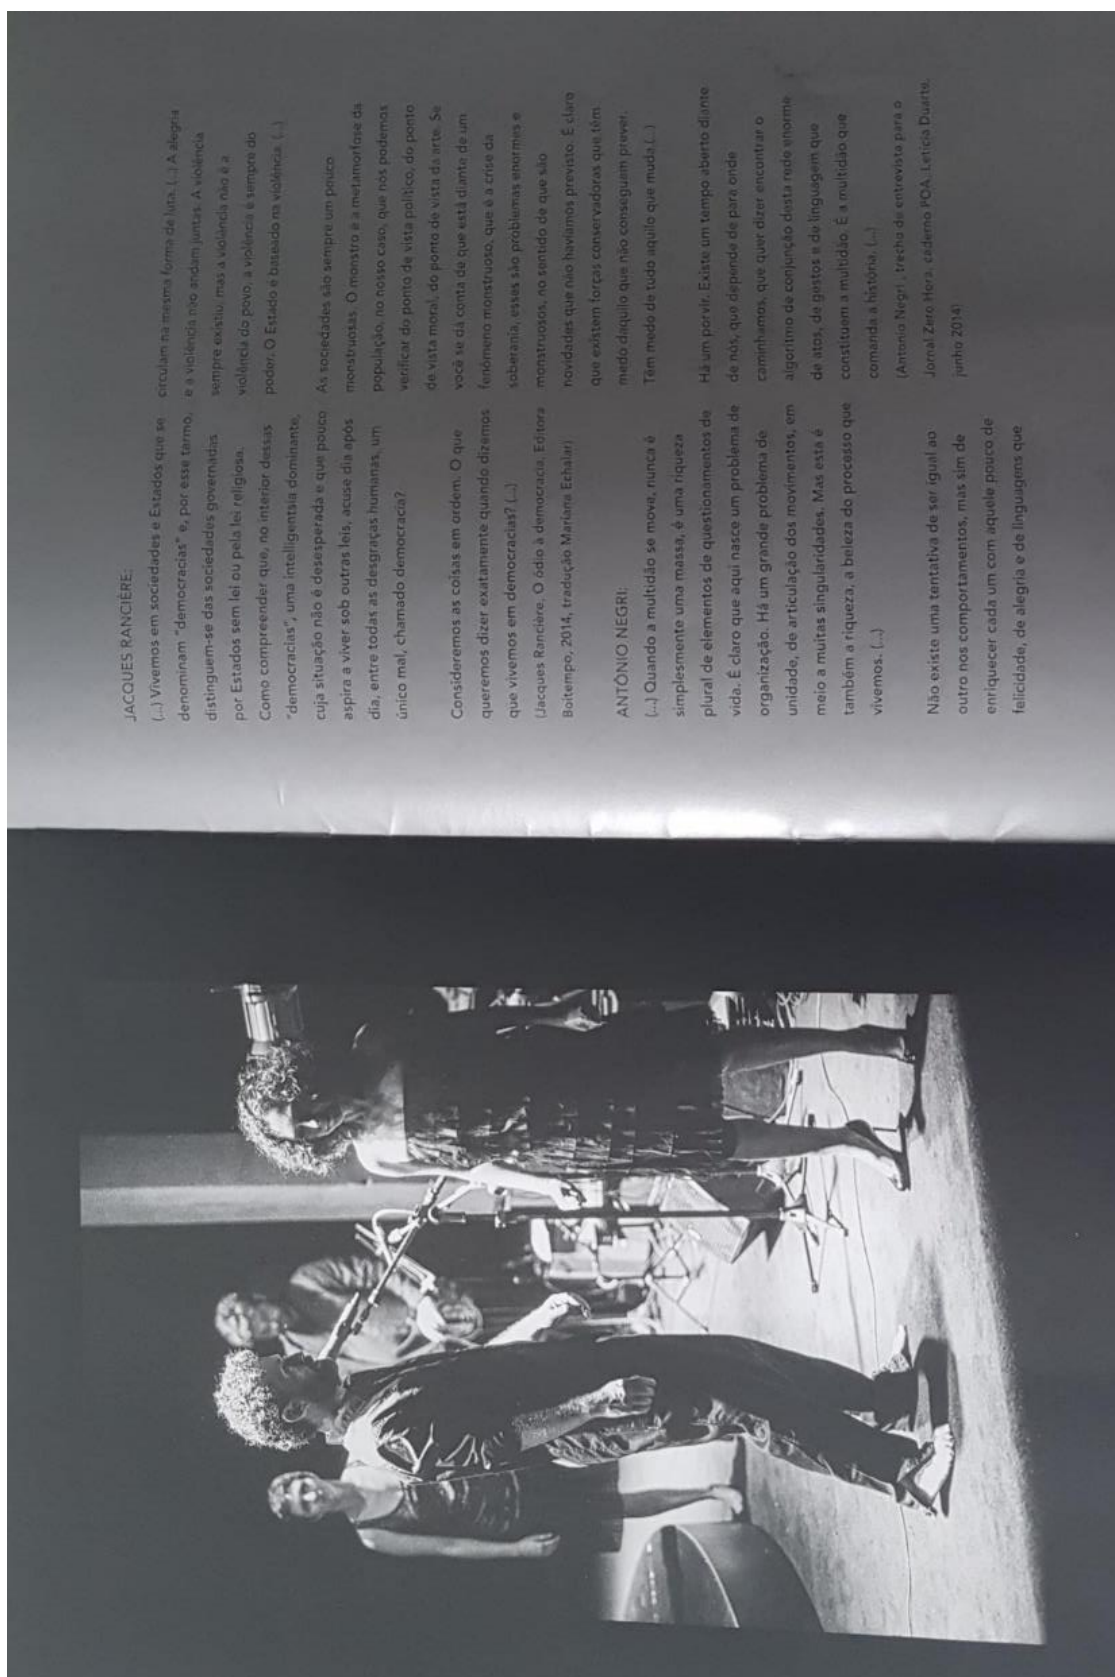 JACQUES RANCIÈRE:
(...) Vivemos em sociedades e Estados que se
denominam "democracias" e, por esse termo,
distinguem-se das sociedades governadas
por Estados sem lei ou pela lei religiosa.
Como compreender que, no interior dessas
"democracias", uma intelligentsia dominante,
cuja situação não é desesperada e que pouco
aspira a viver sob outras leis, acuse dia após
dia, entre todas as desgraças humanas, um
único mal, chamado democracia?
Consideremos as coisas em ordem. O que
queremos dizer exatamente quando dizemos
que vivemos em democracias? (...)
(Jacques Rancière, O ódio à democracia, Editora
Boitempo, 2014, tradução Mariana Echalar)
ANTÔNIO NEGRI:
(...) Quando a multidão se move, nunca é
simplesmente uma massa, é uma riqueza
plural de elementos de questionamentos de
vida. É claro que aqui nasce um problema de
organização. Há um grande problema de
unidade, de articulação dos movimentos, em
meio a muitas singularidades. Mas esta é
também a riqueza, a beleza do processo que
vivemos. (...)
Não existe uma tentativa de ser igual ao
outro nos comportamentos, mas sim de
enriquecer cada um com aquele pouco de
felicidade, de alegria e de linguagens que
circulam na mesma forma de luta. (...) A alegria
e a violência não andam juntas. A violência
sempre existiu, mas a violência não é a
violência do povo, a violência é sempre do
poder. O Estado é baseado na violência. (...)
As sociedades são sempre um pouco
monstruosas. O monstro é a metamorfose da
população, no nosso caso, que nós podemos
verificar do ponto de vista político, do ponto
de vista moral, do ponto de vista da arte. Se
você se dá conta de que está diante de um
fenômeno monstruoso, que é a crise da
soberania, essas são problemas enormes e
monstruosos, no sentido de que são
novidades que não havíamos previsto. É claro
que existem forças conservadoras que têm
medo daquilo que não conseguem prever.
Têm medo de tudo aquilo que muda (...)
Há um porvir. Existe um tempo aberto diante
de nós, que depende de para onde
caminhamos, que quer dizer encontrar o
algoritmo de conjunção desta rede enorme
de atos, de gestos e de linguagem que
constituem a multidão. É a multidão que
comanda a história. (...)
(Antonio Negri, trecho de entrevista para o
Jornal Zero Hora, caderno POA, Letícia Duarte,
junho 2014)